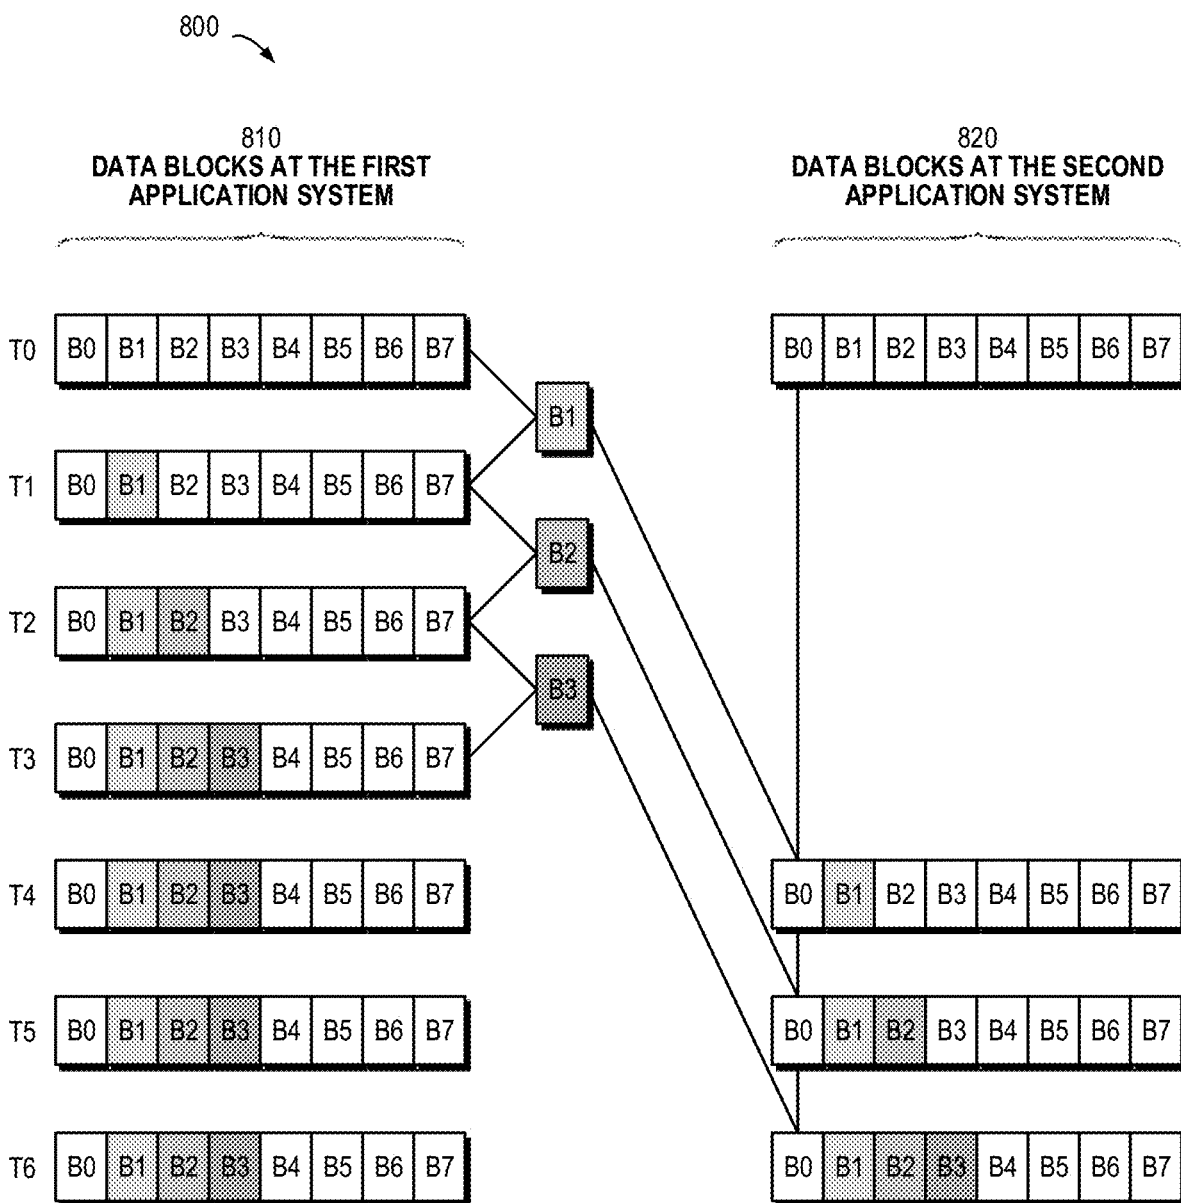 800
810
DATA BLOCKS AT THE FIRST
APPLICATION SYSTEM
820
DATA BLOCKS AT THE SECOND
APPLICATION SYSTEM
T0 B0 B1 B2 B3 B4 B5 B6 B7 B0 B1 B2 B3 B4 B5 B6 B7
B1
T1 B0 B1 B2 B3 B4 B5 B6 B7
B2
T2 B0 B1 B2 B3 B4 B5 B6 B7
B3
T3 B0 B1 B2 B3 B4 B5 B6 B7
T4 B0 B1 B2 B3 B4 B5 B6 B7 B0 B1 B2 B3 B4 B5 B6 B7
T5 B0 B1 B2 B3 B4 B5 B6 B7 B0 B1 B2 B3 B4 B5 B6 B7
T6 B0 B1 B2 B3 B4 B5 B6 B7 B0 B1 B2 B3 B4 B5 B6 B7